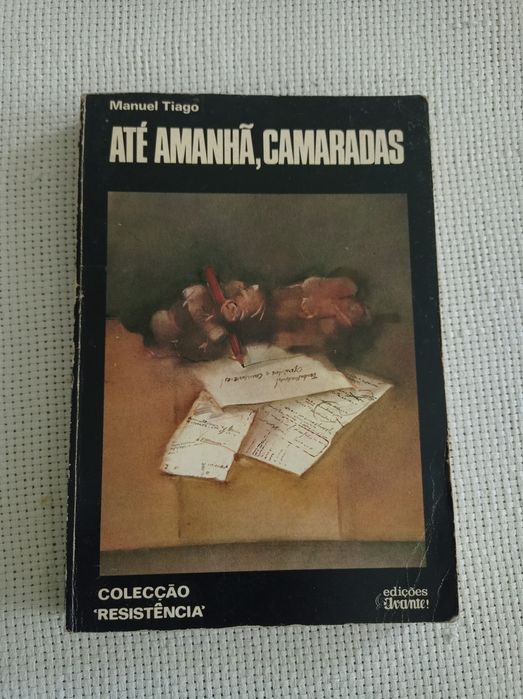 Manuel Tiago
ATÉ AMANHÃ, CAMARADAS
COLECÇÃO
'RESISTÊNCIA'
edições
Avante!